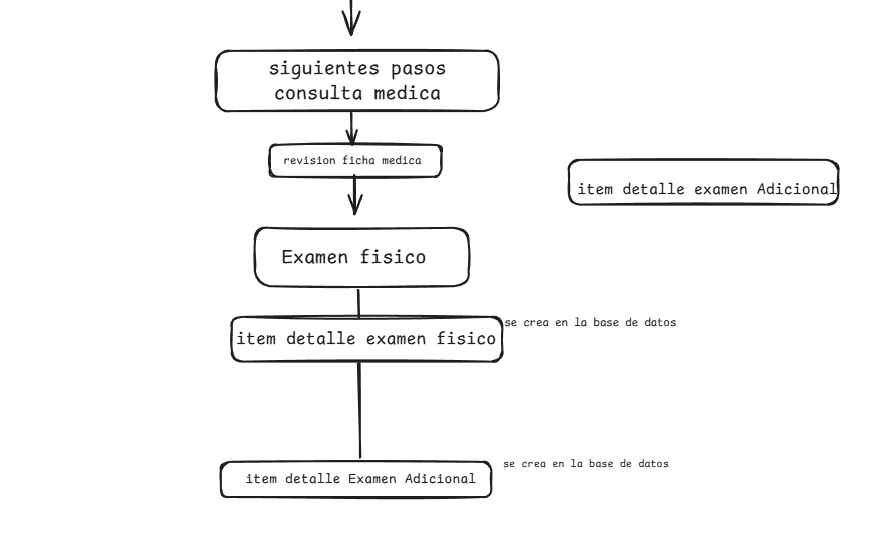 siguientes pasos
consulta medica
revision ficha medica
item detalle examen Adicional
Examen fisico
se crea en la base de datos
item detalle examen fisico
se crea en la base de datos
item detalle Examen Adicional